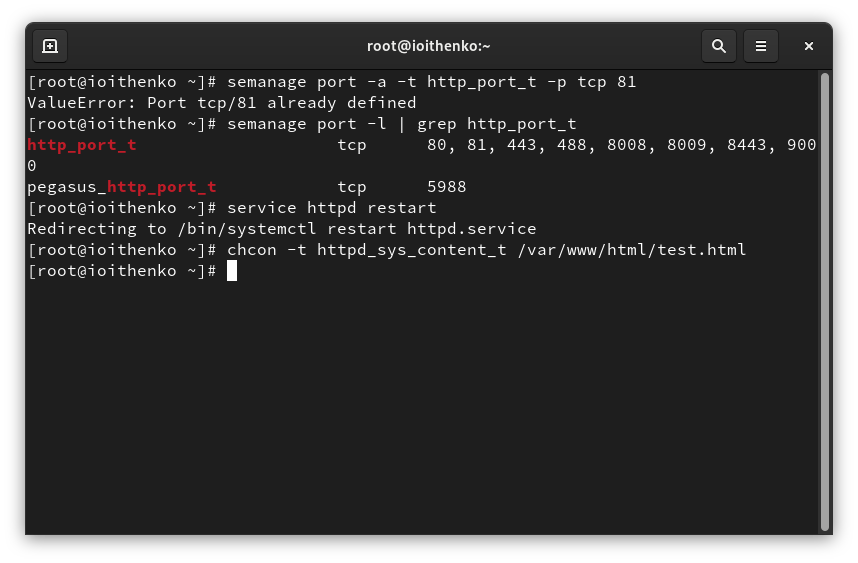 root@ioithenko:~
[root@ioithenko ~]# semanage port -a -t http_port_t -p tcp 81
ValueError: Port tcp/81 already defined
[root@ioithenko ~]# semanage port -l | grep http_port_t
http_port_t                    tcp      80, 81, 443, 488, 8008, 8009, 8443, 900
0
pegasus_http_port_t            tcp      5988
[root@ioithenko ~]# service httpd restart
Redirecting to /bin/systemctl restart httpd.service
[root@ioithenko ~]# chcon -t httpd_sys_content_t /var/www/html/test.html
[root@ioithenko ~]#